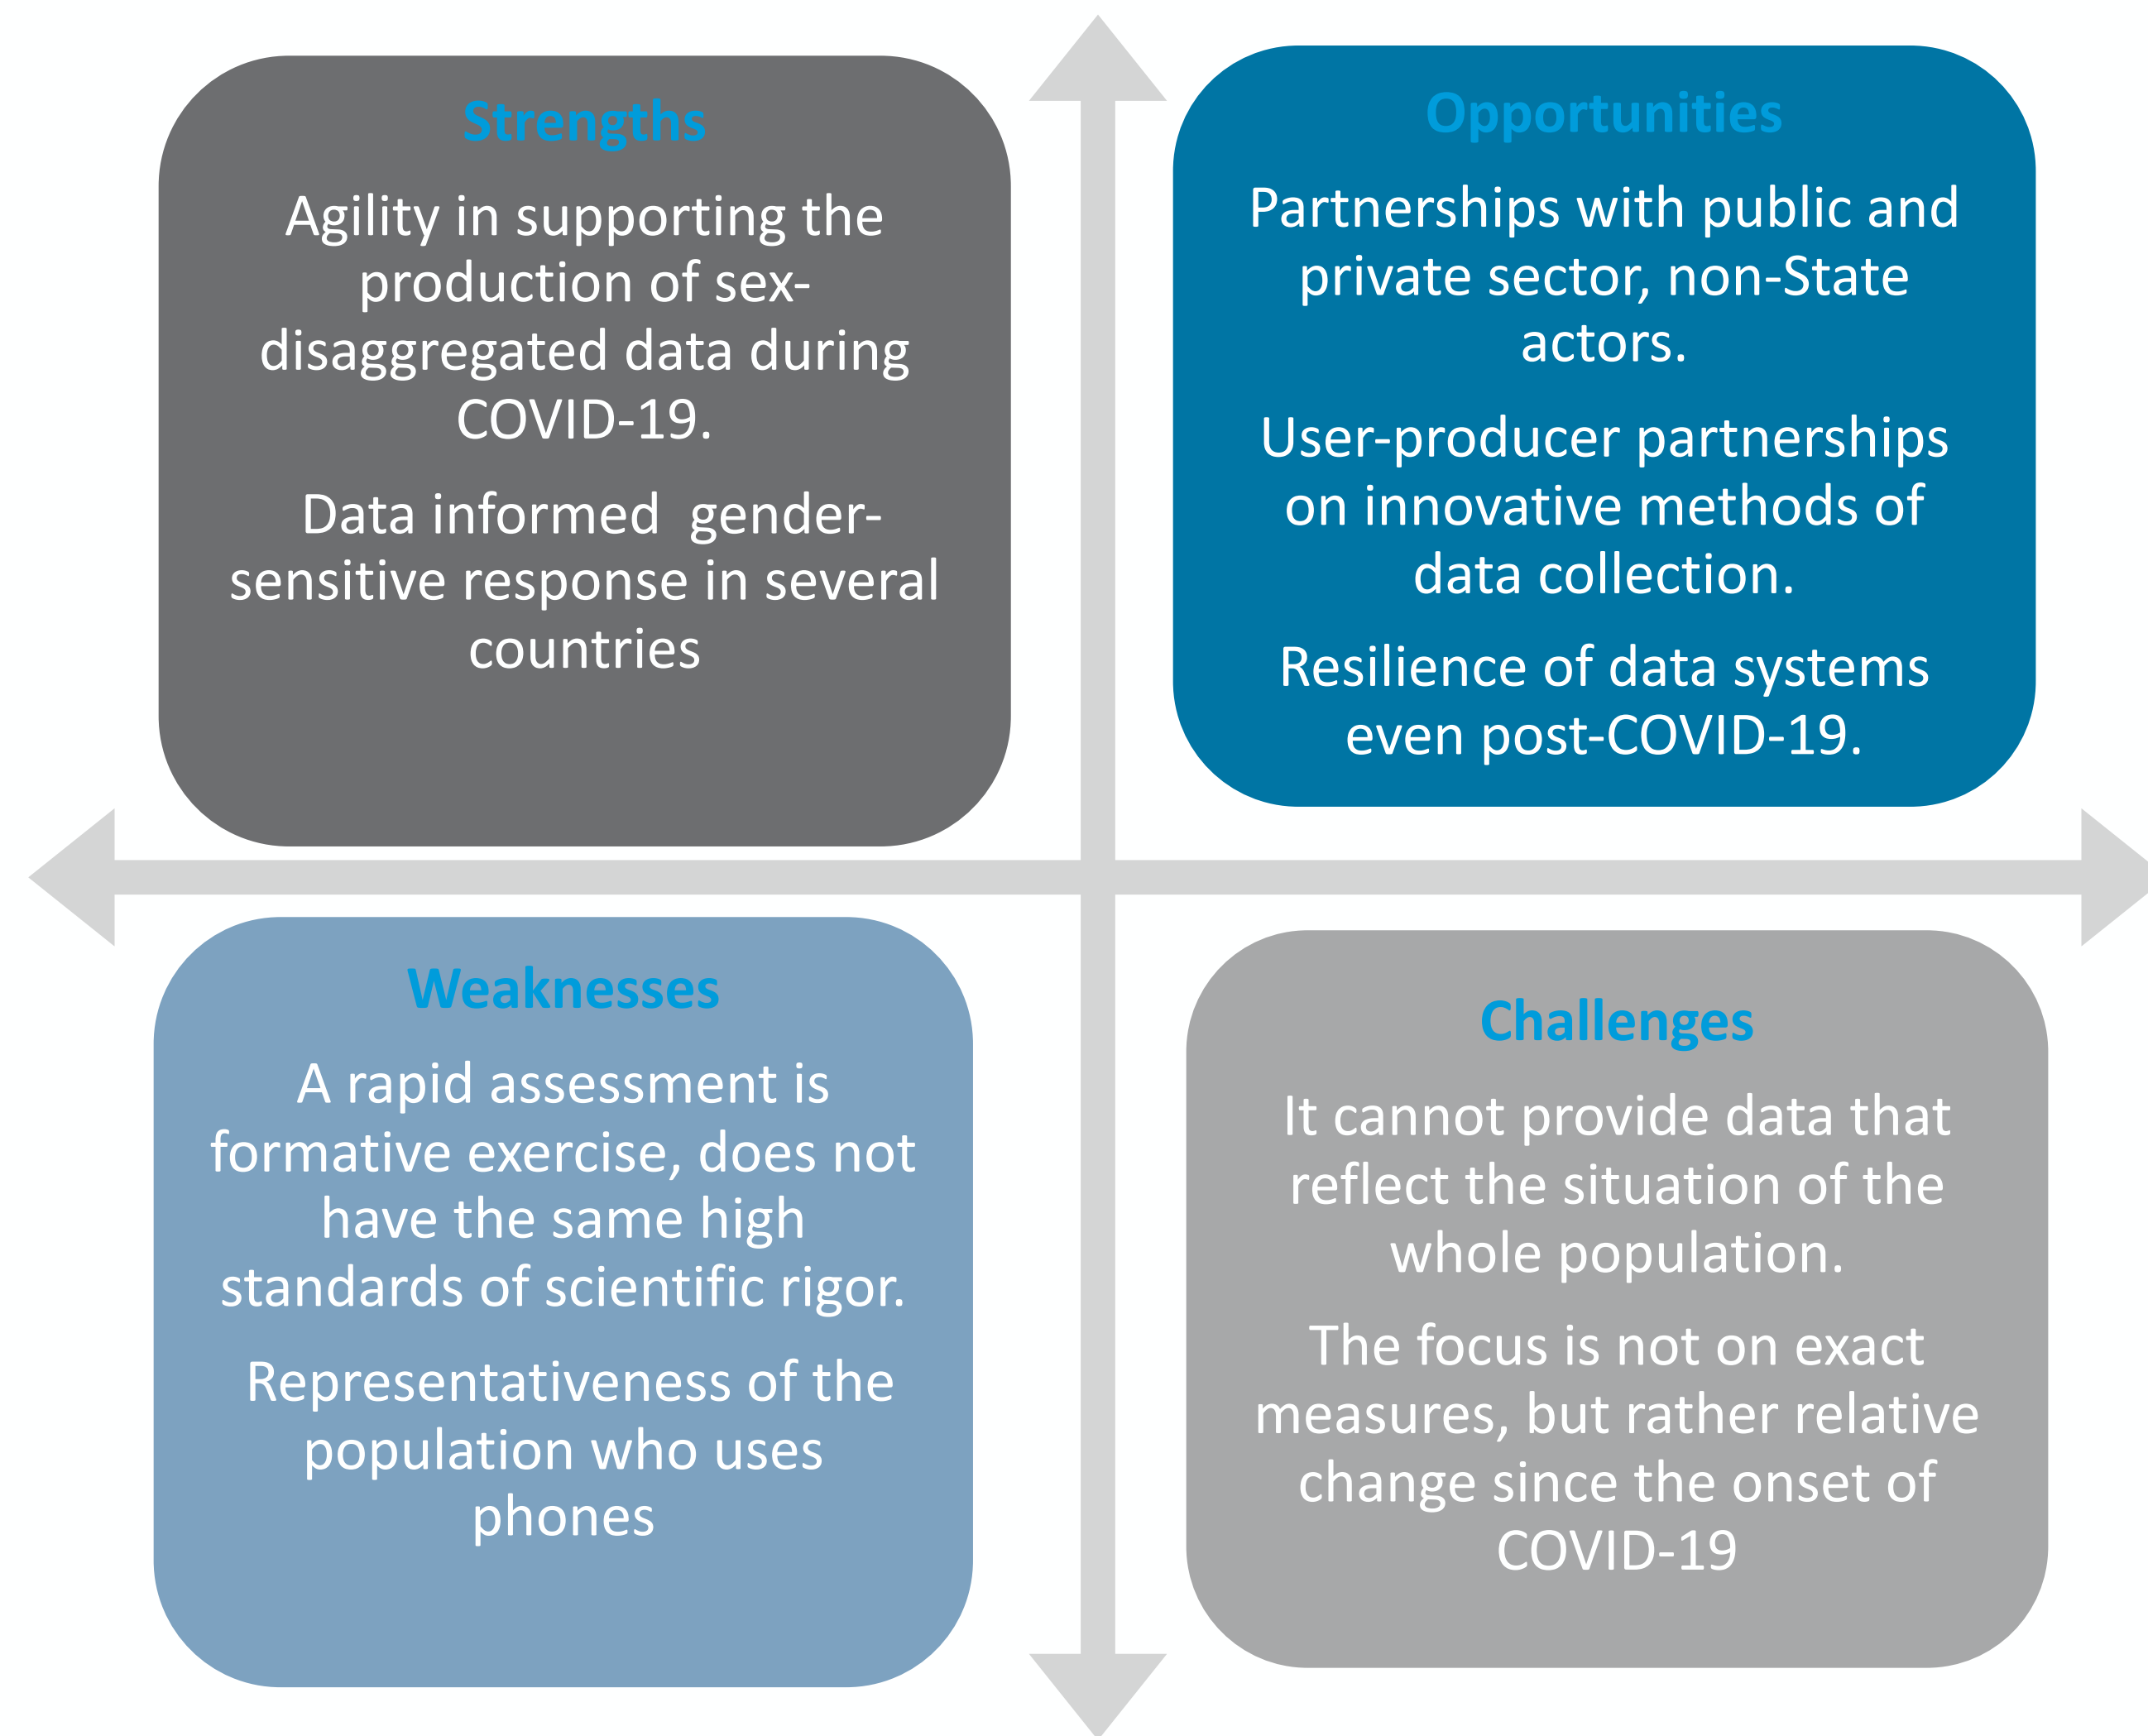 Strengths
Agility in supporting the
production of sex-
disaggregated data during
COVID-19.
Data informed  gender-
sensitive response in several
countries
Opportunities
Partnerships with public and
private sector, non-State
actors.
User-producer partnerships
on innovative methods of
data collection.
Resilience of data systems
even post-COVID-19.
Weaknesses
A rapid assessment is
formative exercise, does not
have the same high
standards of scientific rigor.
Representativeness of the
population who uses
phones
Challenges
It cannot provide data that
reflect the situation of the
whole population.
The focus is not on exact
measures, but rather relative
change since the onset of
COVID-19